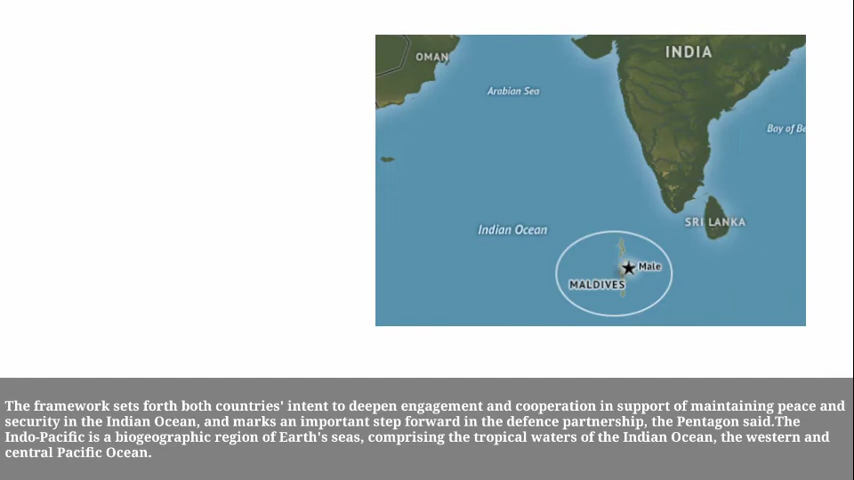 OMAN
INDIA
Arabian Sea
Bay of Be
SRI LANKA
Indian Ocean
Male
MALDIVES
The framework sets forth both countries' intent to deepen engagement and cooperation in support of maintaining peace and
security in the Indian Ocean, and marks an important step forward in the defence partnership, the Pentagon said.The
Indo-Pacific is a biogeographic region of Earth's seas, comprising the tropical waters of the Indian Ocean, the western and
central Pacific Ocean.